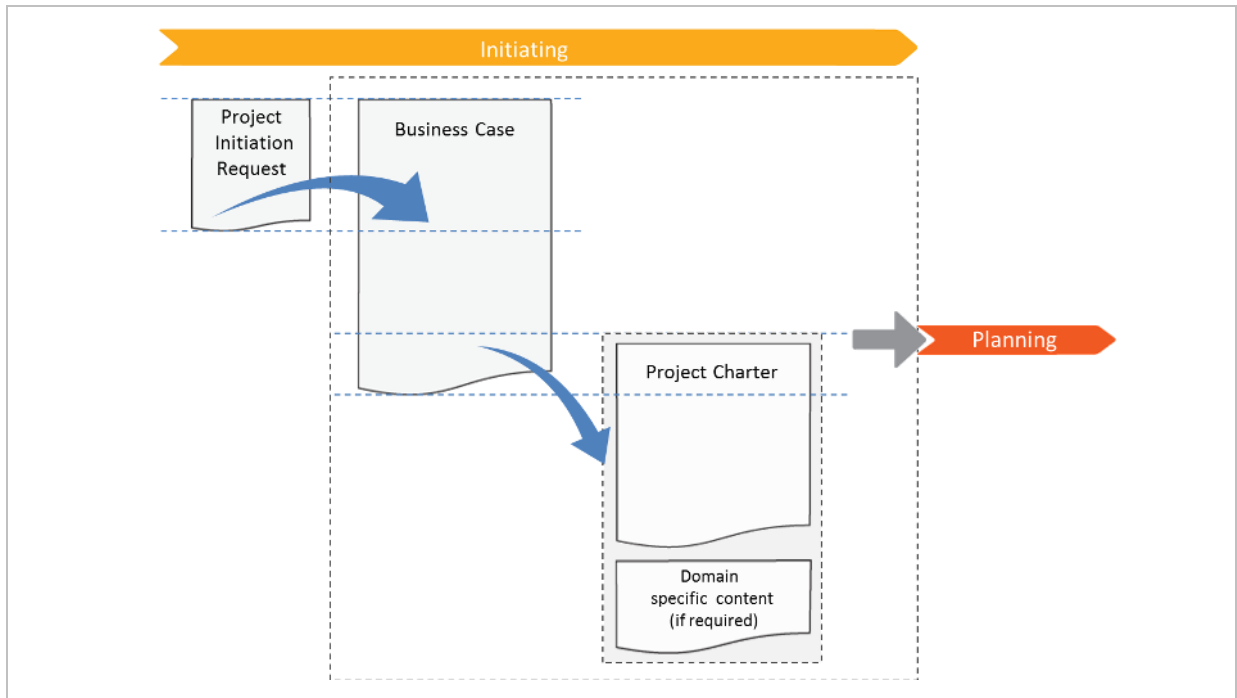 Initiating
Project
Initiation
Request
Business Case
Planning
Project Charter
Domain
specific content
(if required)